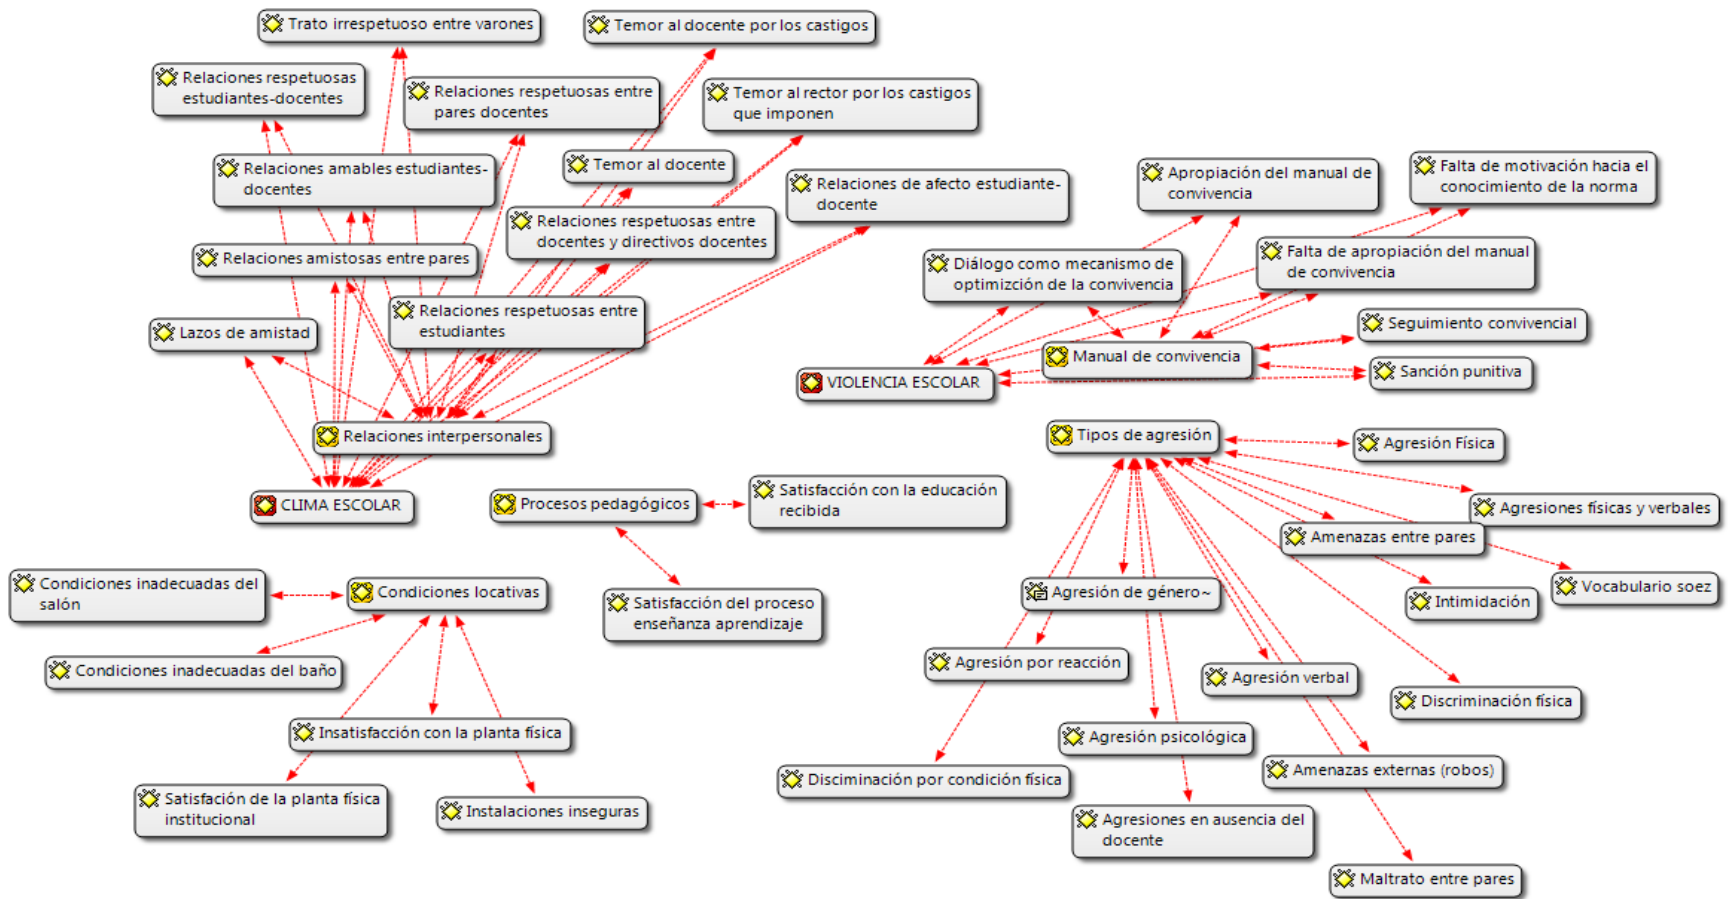 Trato irrespetuoso entre varones
Temor al docente por los castigos
Relaciones respetuosas
estudiantes-docentes
Relaciones respetuosas entre
pares docentes
Temor al rector por los castigos
que imponen
Relaciones amables estudiantes-
docentes
Temor al docente
Relaciones de afecto estudiante-
docente
Relaciones respetuosas entre
docentes y directivos docentes
Relaciones amistosas entre pares
Relaciones respetuosas entre
estudiantes
Lazos de amistad
Relaciones interpersonales
CLIMA ESCOLAR
Apropiación del manual de
convivencia
Falta de motivación hacia el
conocimiento de la norma
Diálogo como mecanismo de
optimizción de la convivencia
Falta de apropiación del manual
de convivencia
Seguimiento convivencial
Manual de convivencia
VIOLENCIA ESCOLAR
Sanción punitiva
Procesos pedagógicos
Satisfacción con la educación
recibida
Satisfacción del proceso
enseñanza aprendizaje
Condiciones locativas
Condiciones inadecuadas del
salón
Condiciones inadecuadas del baño
Insatisfacción con la planta física
Satisfación de la planta física
institucional
Instalaciones inseguras
Tipos de agresión
Agresión Física
Agresiones físicas y verbales
Amenazas entre pares
Vocabulario soez
Intimidación
Agresión de género~
Agresión por reacción
Agresión verbal
Discriminación física
Agresión psicológica
Disciminación por condición física
Amenazas externas (robos)
Agresiones en ausencia del
docente
Maltrato entre pares